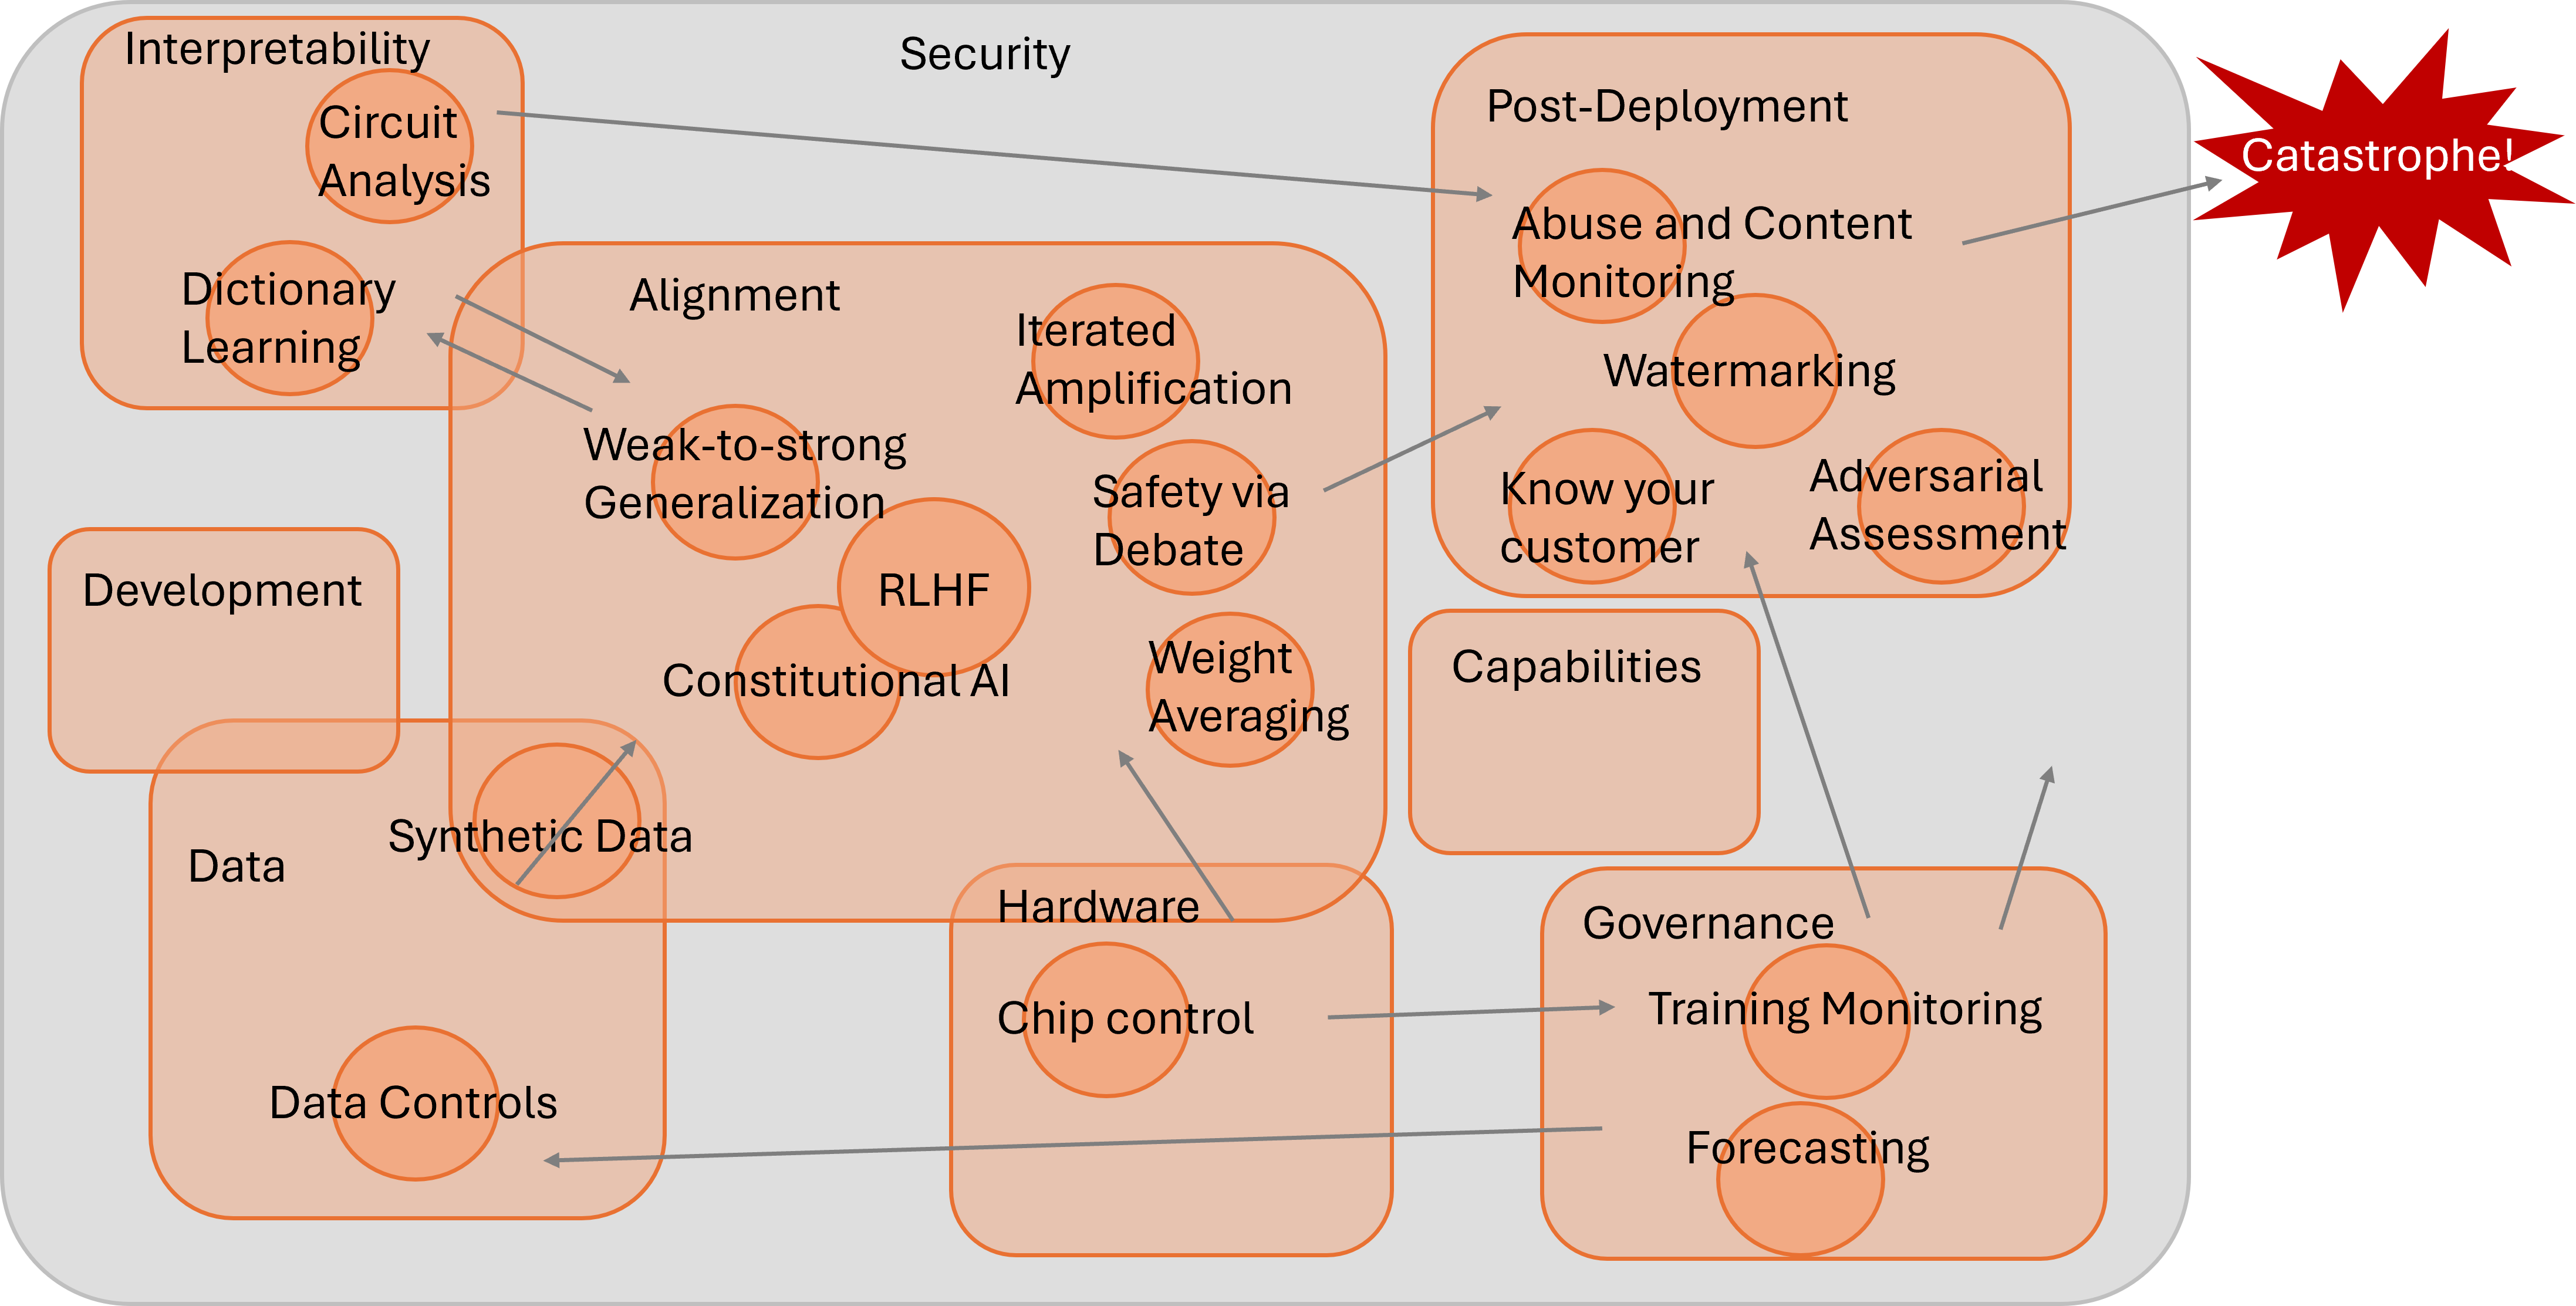 Interpretability
Circuit
Analysis
Dictionary
Learning
Security
Post-Deployment
Abuse and Content
Monitoring
Watermarking
Know your
customer
Adversarial
Assessment
Catastrophe!
Alignment
Iterated
Amplification
Weak-to-strong
Generalization
Safety via
Debate
RLHF
Constitutional AI
Weight
Averaging
Development
Capabilities
Data
Synthetic Data
Data Controls
Hardware
Chip control
Governance
Training Monitoring
Forecasting